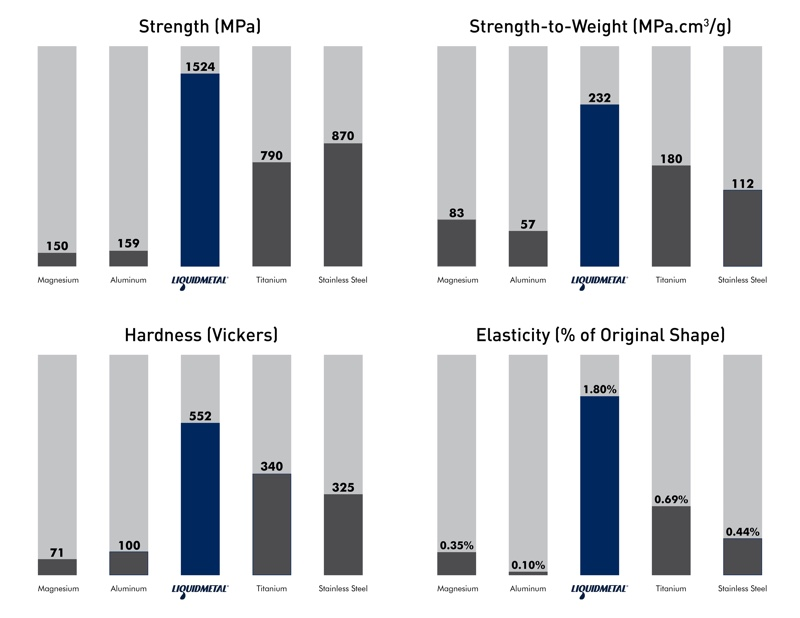 Strength (MPa)
Strength-to-Weight (MPa.cm³/g)
1524
870
790
159
150
232
180
112
83
57
Magnesium Aluminum LIQUIDMETAL® Titanium Stainless Steel
Magnesium Aluminum LIQUIDMETAL® Titanium Stainless Steel
Hardness (Vickers)
Elasticity (% of Original Shape)
552
340
325
100
71
1.80%
0.69%
0.44%
0.35%
0.10%
Magnesium Aluminum LIQUIDMETAL® Titanium Stainless Steel
Magnesium Aluminum LIQUIDMETAL® Titanium Stainless Steel